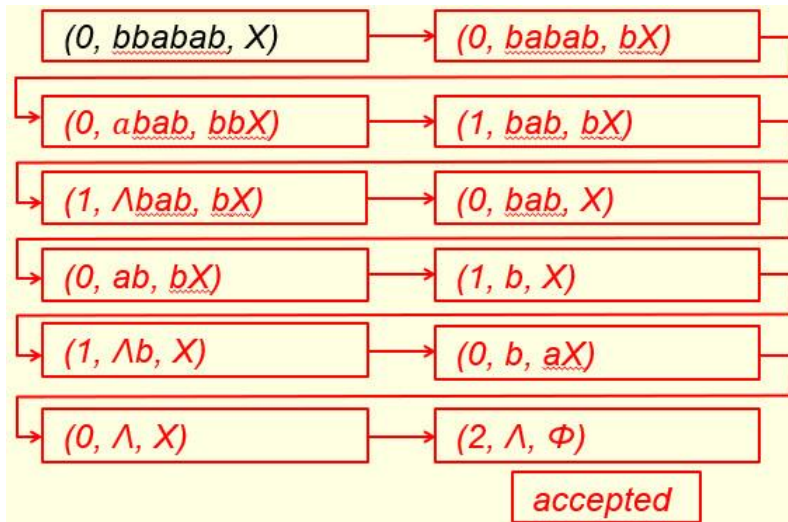 (0, bbabab, X) (0, babab, bX)
(0, abab, bbX) (1, bab, bX)
(1, Λbab, bX) (0, bab, X)
(0, ab, bX) (1, b, X)
(1, Λb, X) (0, b, aX)
(0, Λ, X) (2, Λ, Φ)
accepted